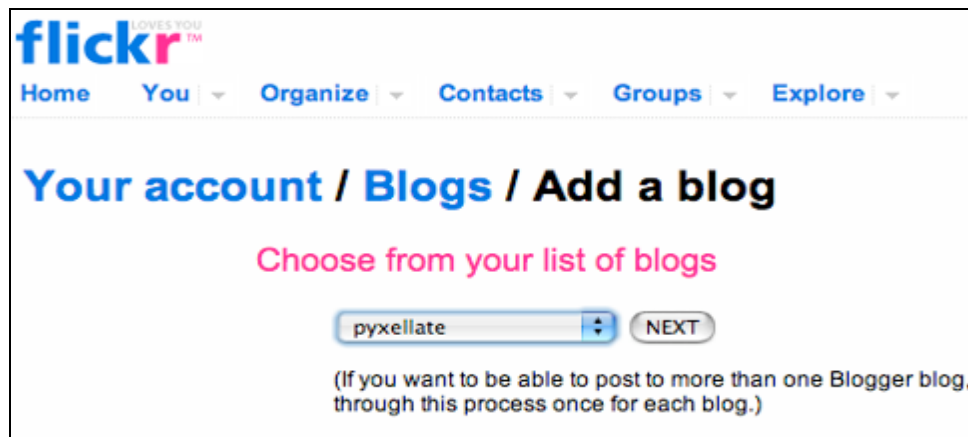 LOVES YOU
flickr™
Home You Organize Contacts Groups Explore
Your account / Blogs / Add a blog
Choose from your list of blogs
pyxellate NEXT
(If you want to be able to post to more than one Blogger blog,
through this process once for each blog.)